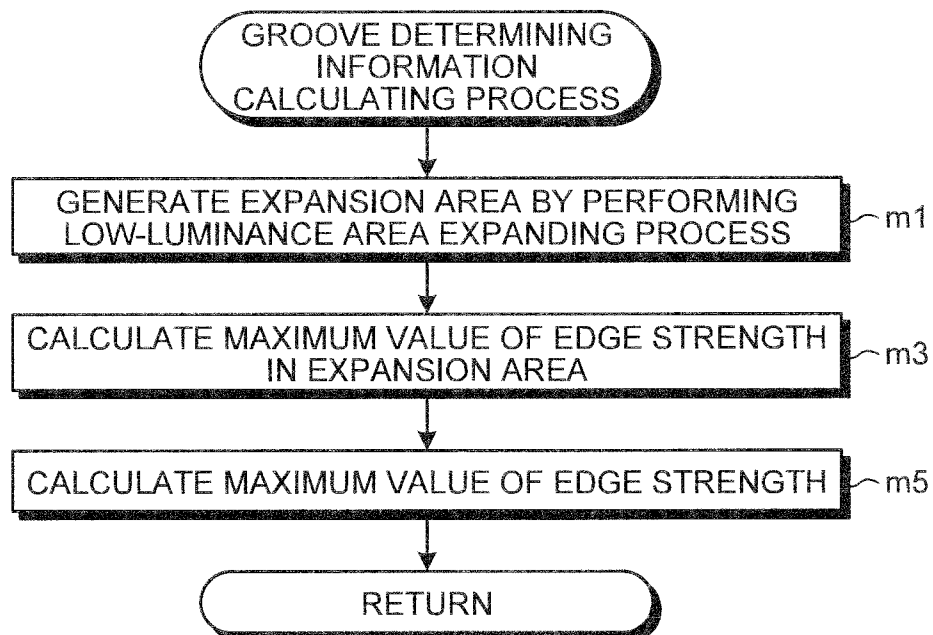 GROOVE DETERMINING
INFORMATION
CALCULATING PROCESS
GENERATE EXPANSION AREA BY PERFORMING
LOW-LUMINANCE AREA EXPANDING PROCESS
m1
CALCULATE MAXIMUM VALUE OF EDGE STRENGTH
IN EXPANSION AREA
m3
CALCULATE MAXIMUM VALUE OF EDGE STRENGTH
m5
RETURN